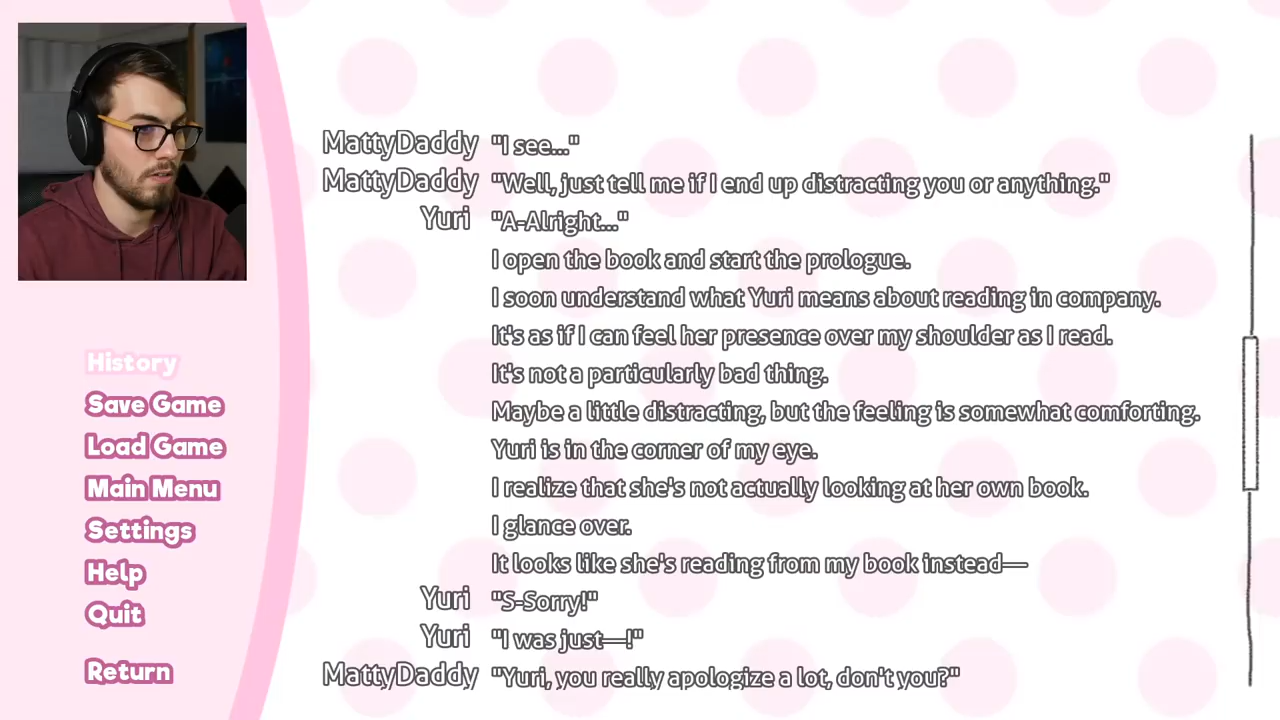 MattyDaddy "I see..."
MattyDaddy "Well, just tell me if I end up distracting you or anything."
Yuri "A-Alright..."
I open the book and start the prologue.
I soon understand what Yuri means about reading in company.
It's as if I can feel her presence over my shoulder as I read.
It's not a particularly bad thing.
Maybe a little distracting, but the feeling is somewhat comforting.
Yuri is in the corner of my eye.
I realize that she's not actually looking at her own book.
I glance over.
It looks like she's reading from my book instead—
Yuri "S-Sorry!"
Yuri "I was just—!"
MattyDaddy "Yuri, you really apologize a lot, don't you?"
History
Save Game
Load Game
Main Menu
Settings
Help
Quit
Return